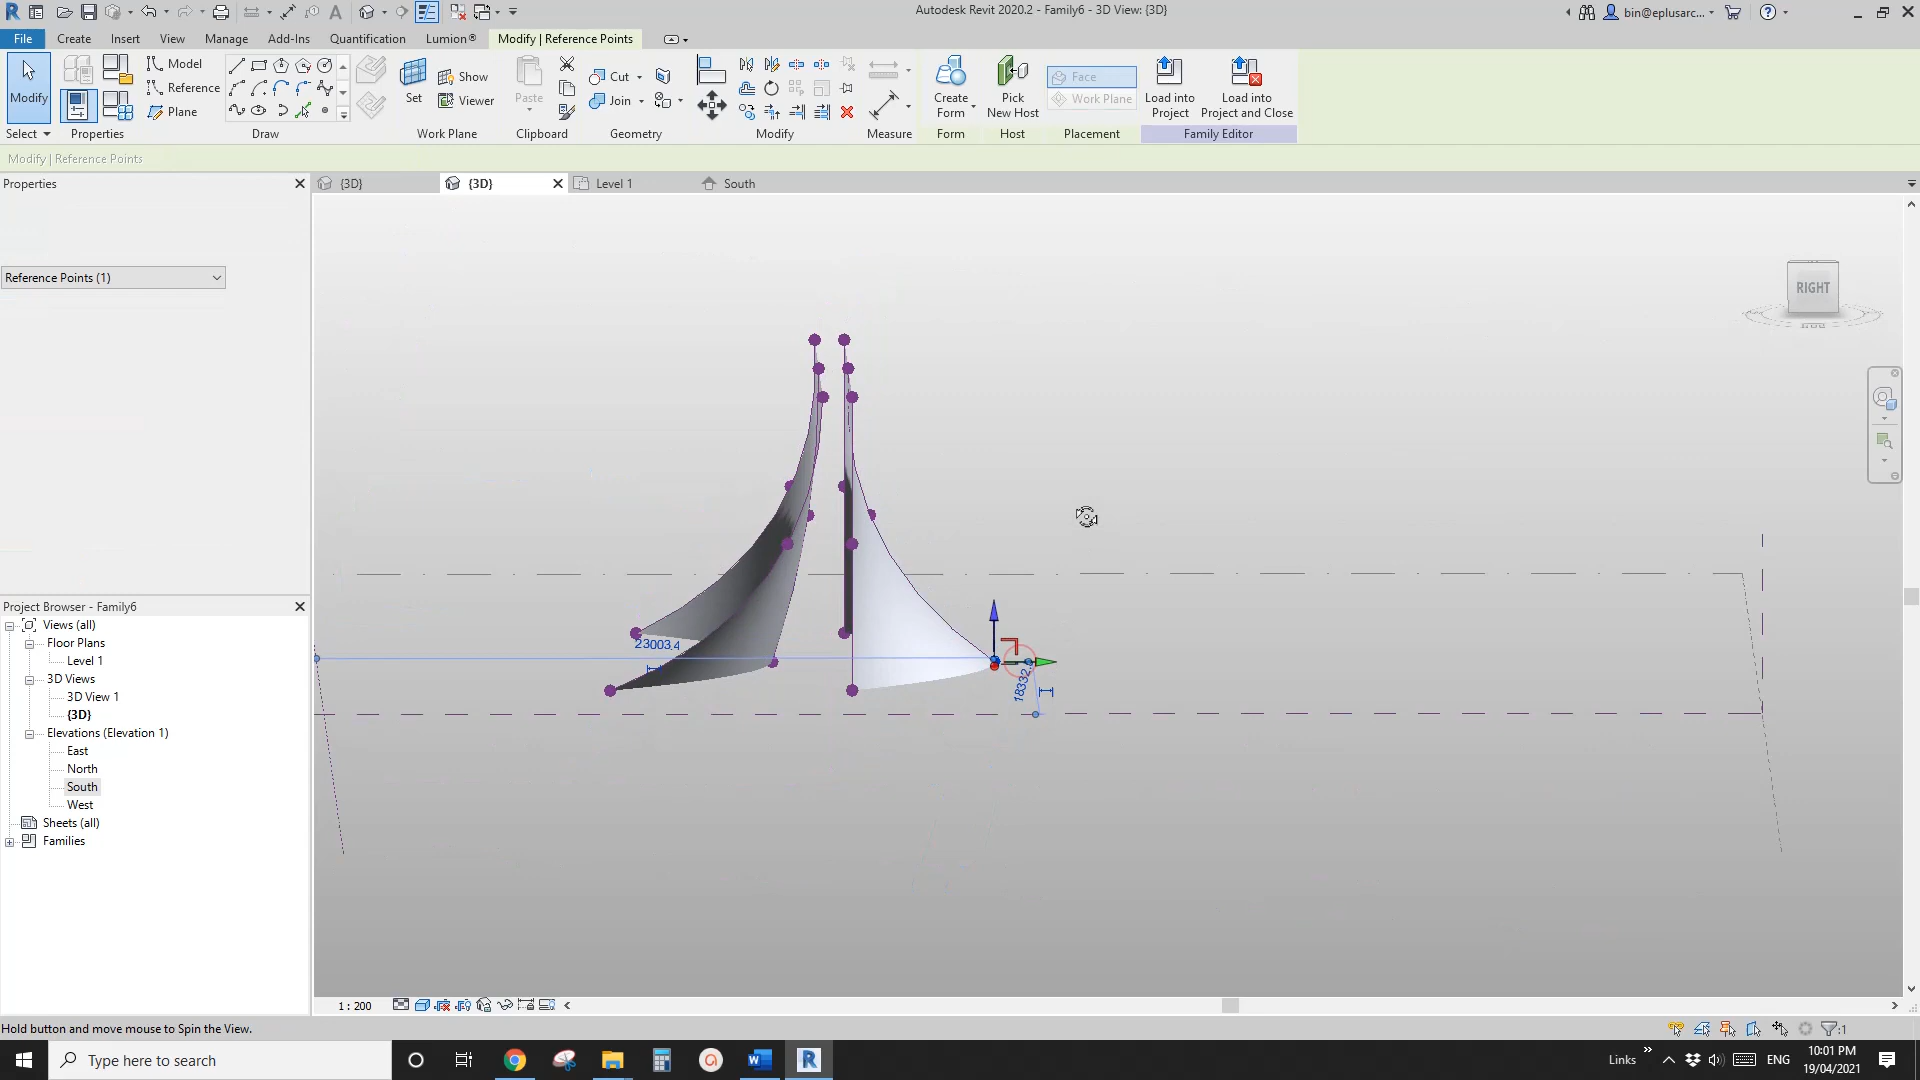 Autodesk Revit 2020.2 - Family6 - 3D View: {3D}
bin@eplusarc...
File Create Insert View Manage Add-Ins Quantification Lumion® Modify | Reference Points
Modify
Model
Reference
Plane
Set
Show
Viewer
Paste
Cut
Join
Create Form
Pick New Host
Face
Work Plane
Load into Project
Load into Project and Close
Select Properties Draw Work Plane Clipboard Geometry Modify Measure Form Host Placement Family Editor
Modify | Reference Points
Properties
{3D}
{3D}
Level 1
South
Reference Points (1)
RIGHT
23003.4
Project Browser - Family6
Views (all)
Floor Plans
Level 1
3D Views
3D View 1
{3D}
Elevations (Elevation 1)
East
North
South
West
Sheets (all)
Families
1 : 200
Hold button and move mouse to Spin the View.
:1
Type here to search
Links
ENG
10:01 PM
19/04/2021